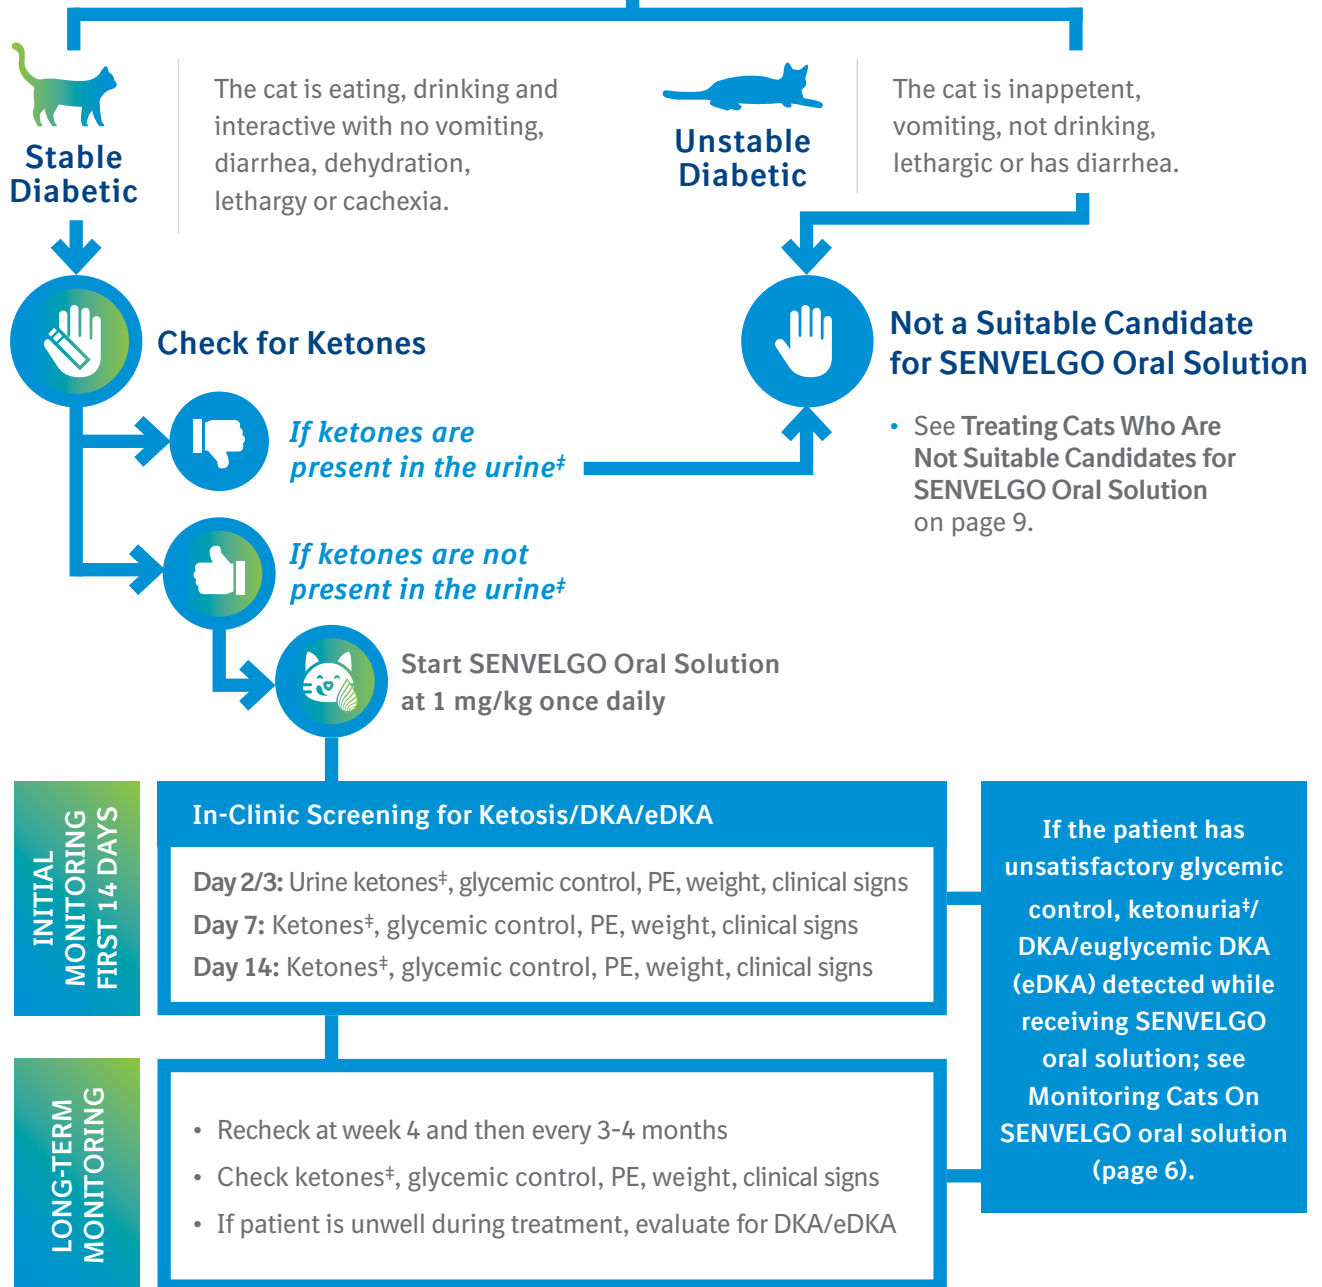 Stable
Diabetic
The cat is eating, drinking and
interactive with no vomiting,
diarrhea, dehydration,
lethargy or cachexia.
Unstable
Diabetic
The cat is inappetent,
vomiting, not drinking,
lethargic or has diarrhea.
Check for Ketones
Not a Suitable Candidate
for SENVELGO Oral Solution
• See Treating Cats Who Are
Not Suitable Candidates for
SENVELGO Oral Solution
on page 9.
If ketones are
present in the urine‡
If ketones are not
present in the urine‡
Start SENVELGO Oral Solution
at 1 mg/kg once daily
INITIAL
MONITORING
FIRST 14 DAYS
In-Clinic Screening for Ketosis/DKA/eDKA
Day 2/3: Urine ketones‡, glycemic control, PE, weight, clinical signs
Day 7: Ketones‡, glycemic control, PE, weight, clinical signs
Day 14: Ketones‡, glycemic control, PE, weight, clinical signs
If the patient has
unsatisfactory glycemic
control, ketonuria‡/
DKA/euglycemic DKA
(eDKA) detected while
receiving SENVELGO
oral solution; see
Monitoring Cats On
SENVELGO oral solution
(page 6).
LONG-TERM
MONITORING
• Recheck at week 4 and then every 3-4 months
• Check ketones‡, glycemic control, PE, weight, clinical signs
• If patient is unwell during treatment, evaluate for DKA/eDKA